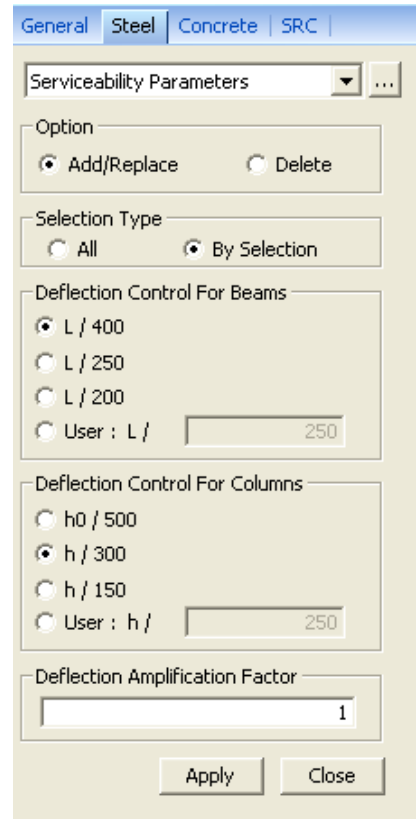 General Steel Concrete SRC
Serviceability Parameters ...
Option
Add/Replace Delete
Selection Type
All By Selection
Deflection Control For Beams
L / 400
L / 250
L / 200
User : L / 250
Deflection Control For Columns
h0 / 500
h / 300
h / 150
User : h / 250
Deflection Amplification Factor
1
Apply Close